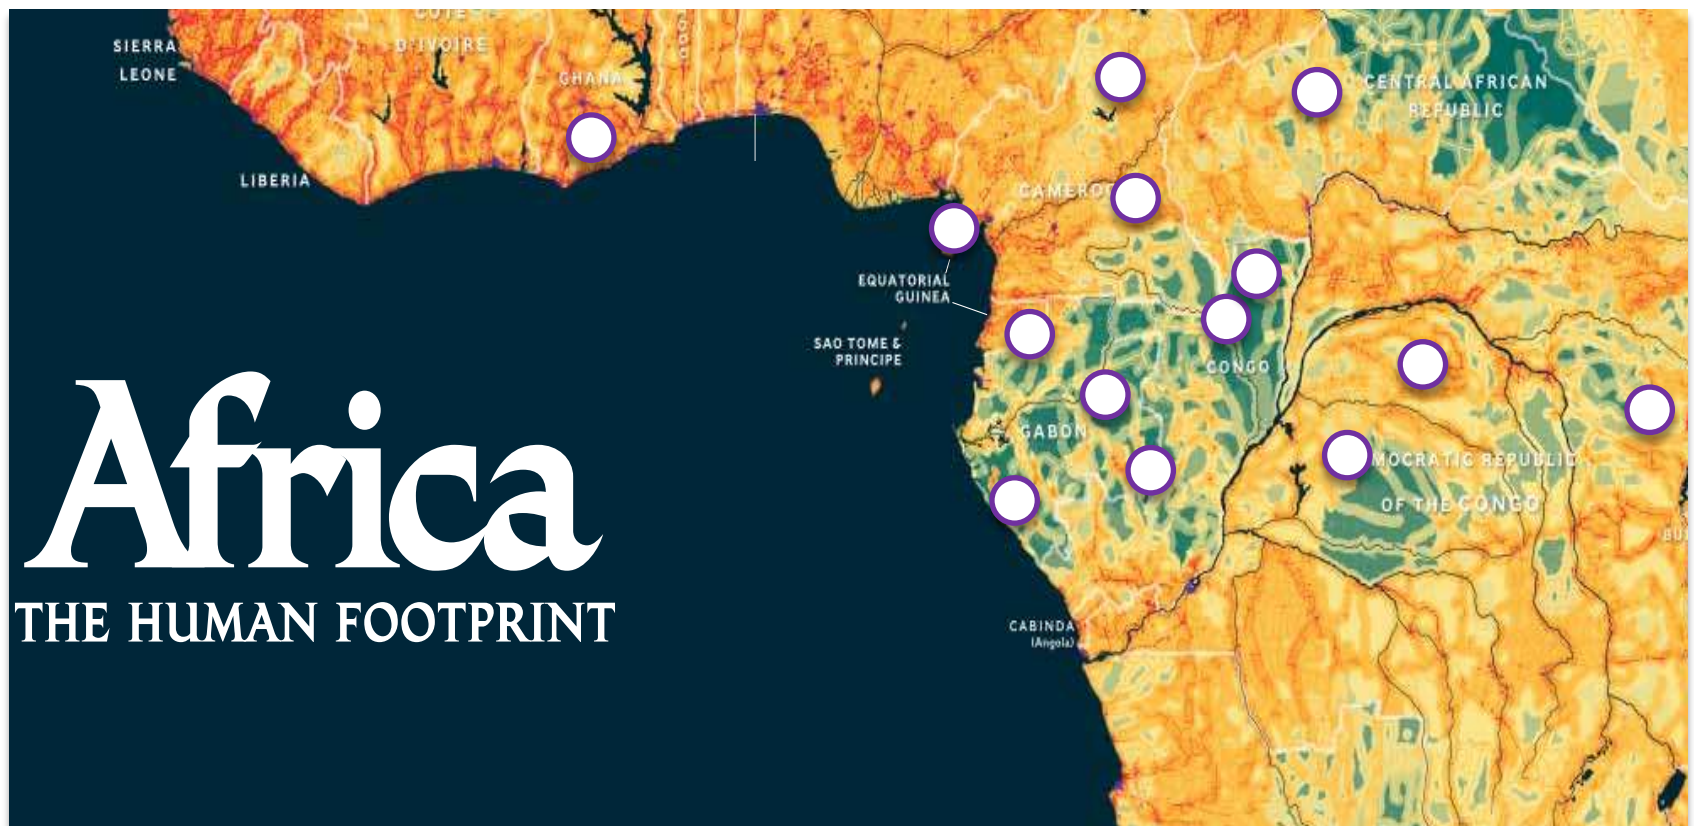 CÔTE
D'IVOIRE
SIERRA
LEONE
GHANA
CENTRAL AFRICAN
REPUBLIC
LIBERIA
EQUATORIAL
GUINEA
SAO TOME &
PRINCIPE
CONGO
GABON
MOCRATIC REPUBLIC
OF THE CONGO
Africa
THE HUMAN FOOTPRINT
CABINDA
(Angola)